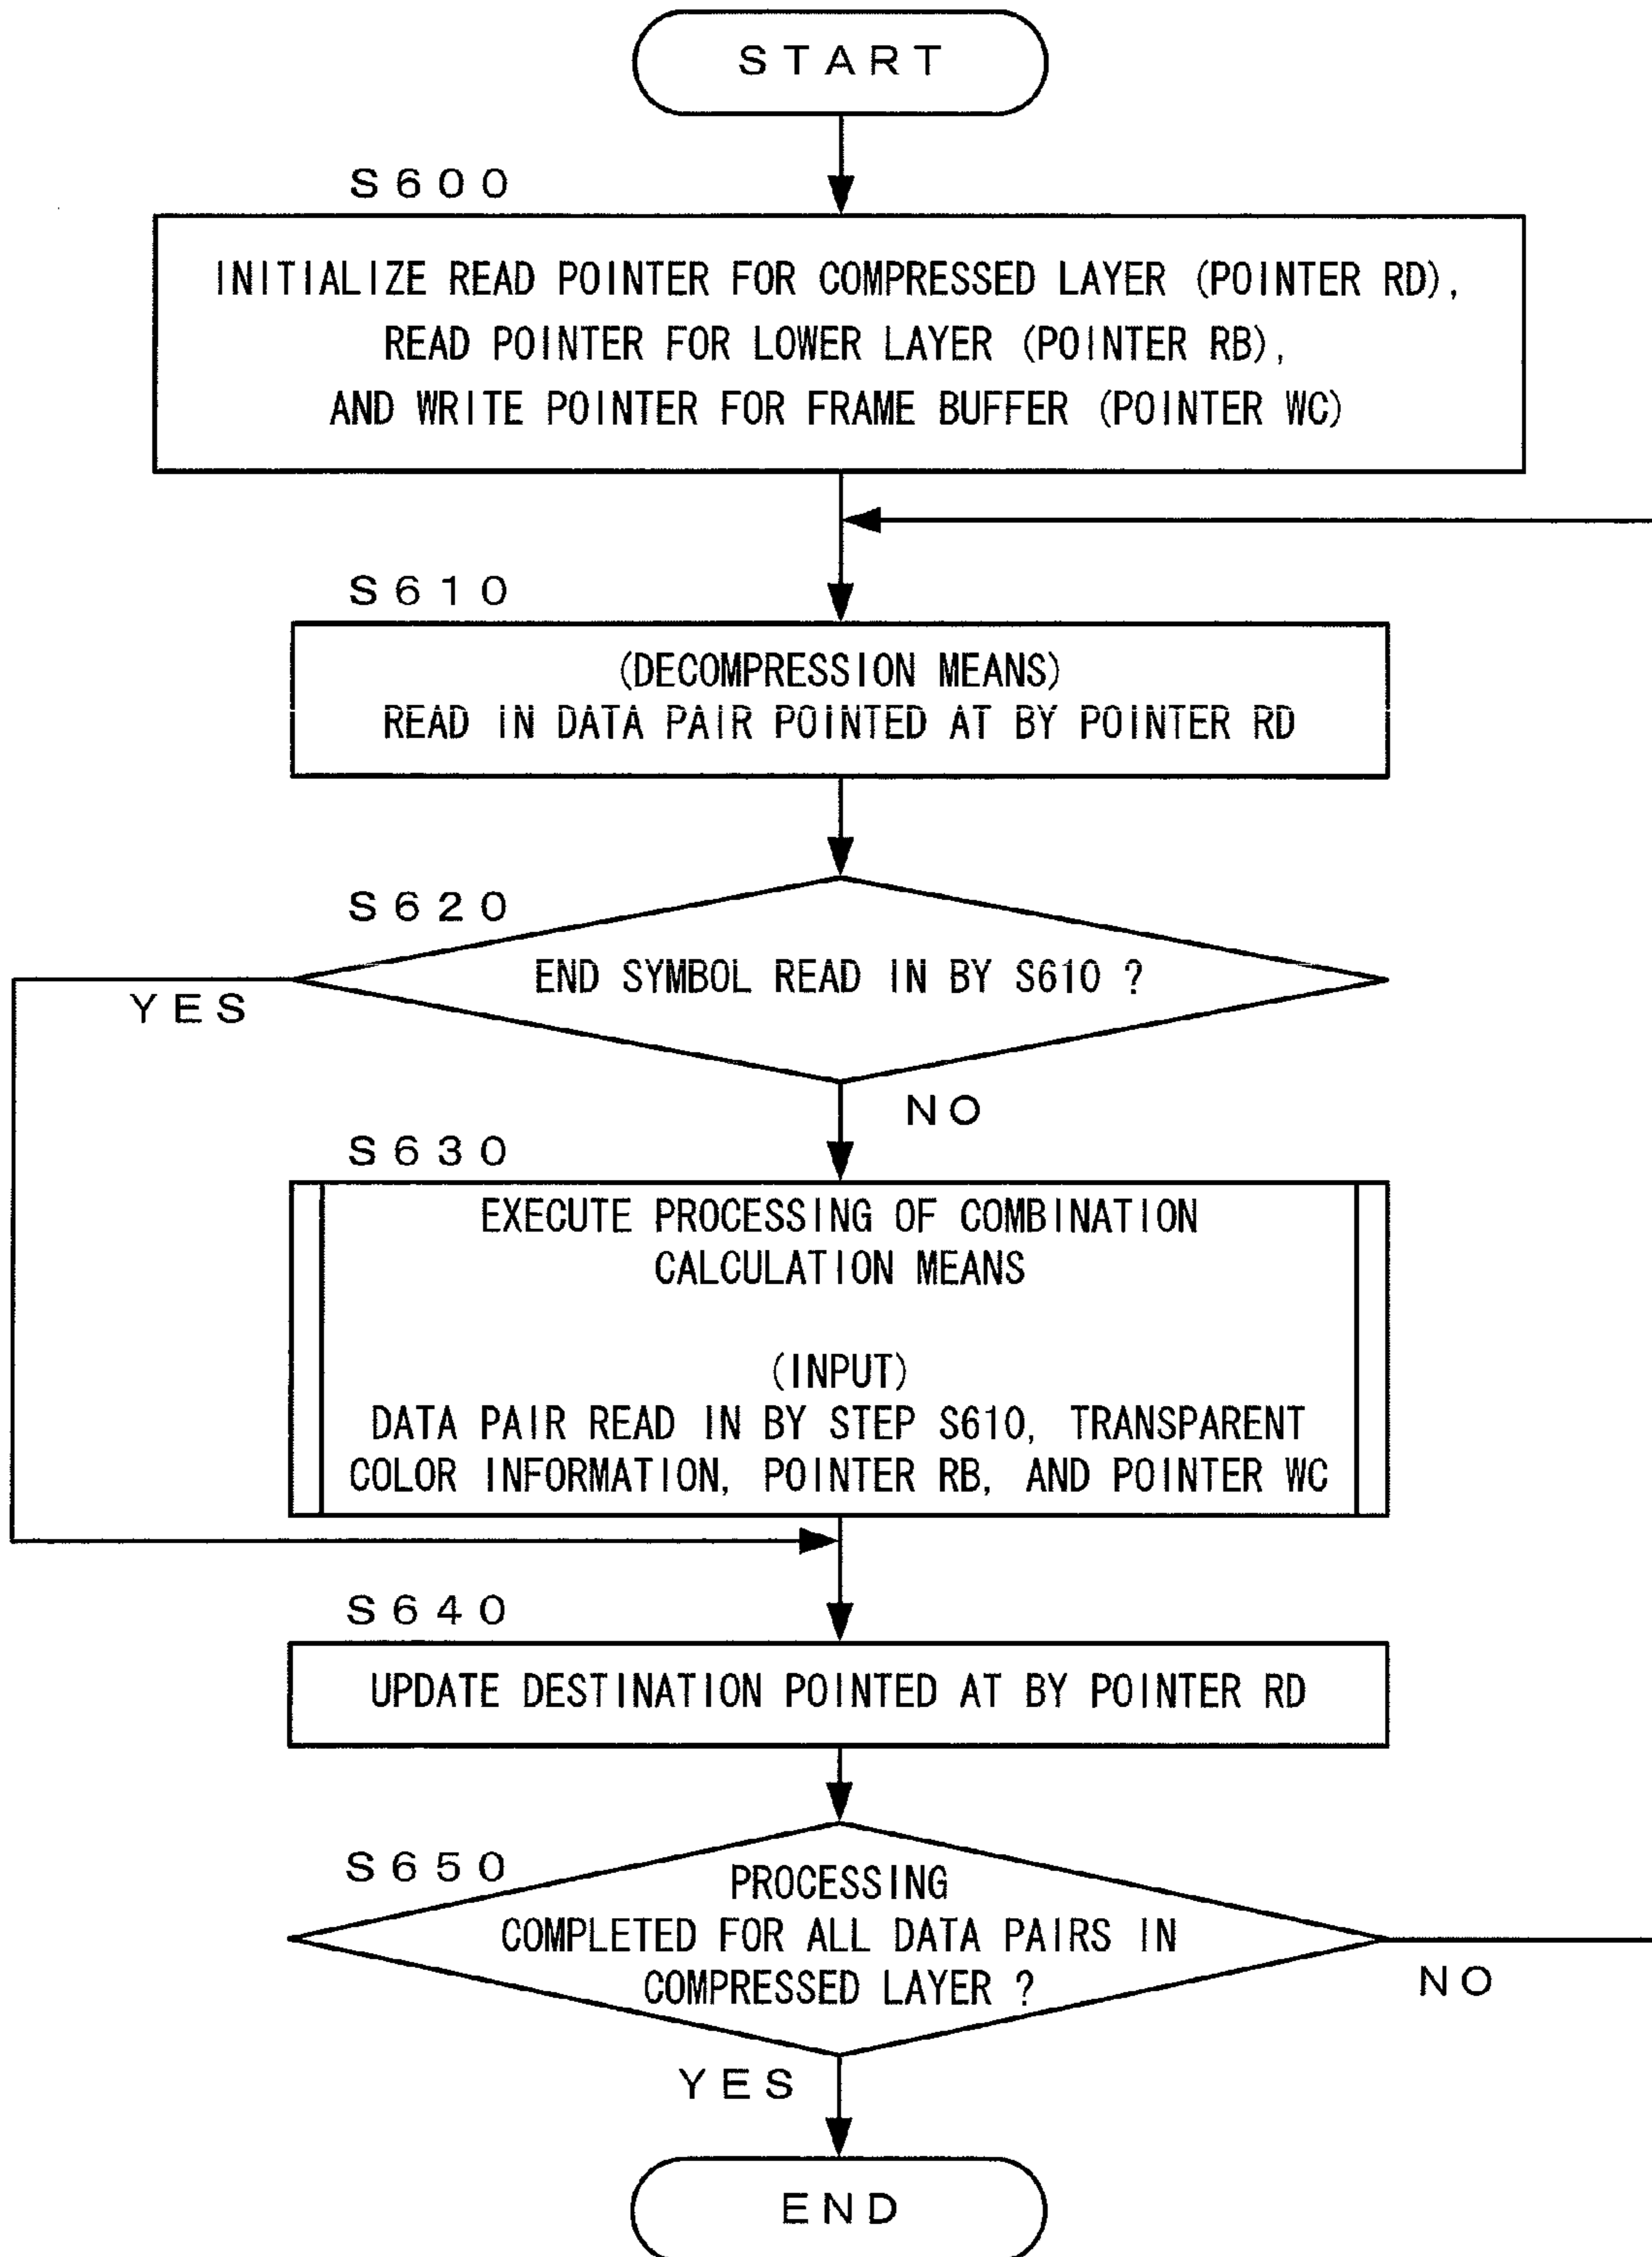 START
S600
INITIALIZE READ POINTER FOR COMPRESSED LAYER (POINTER RD),
READ POINTER FOR LOWER LAYER (POINTER RB),
AND WRITE POINTER FOR FRAME BUFFER (POINTER WC)
S610
(DECOMPRESSION MEANS)
READ IN DATA PAIR POINTED AT BY POINTER RD
S620
END SYMBOL READ IN BY S610 ?
YES
NO
S630
EXECUTE PROCESSING OF COMBINATION
CALCULATION MEANS
(INPUT)
DATA PAIR READ IN BY STEP S610, TRANSPARENT
COLOR INFORMATION, POINTER RB, AND POINTER WC
S640
UPDATE DESTINATION POINTED AT BY POINTER RD
S650
PROCESSING
COMPLETED FOR ALL DATA PAIRS IN
COMPRESSED LAYER ?
NO
YES
END